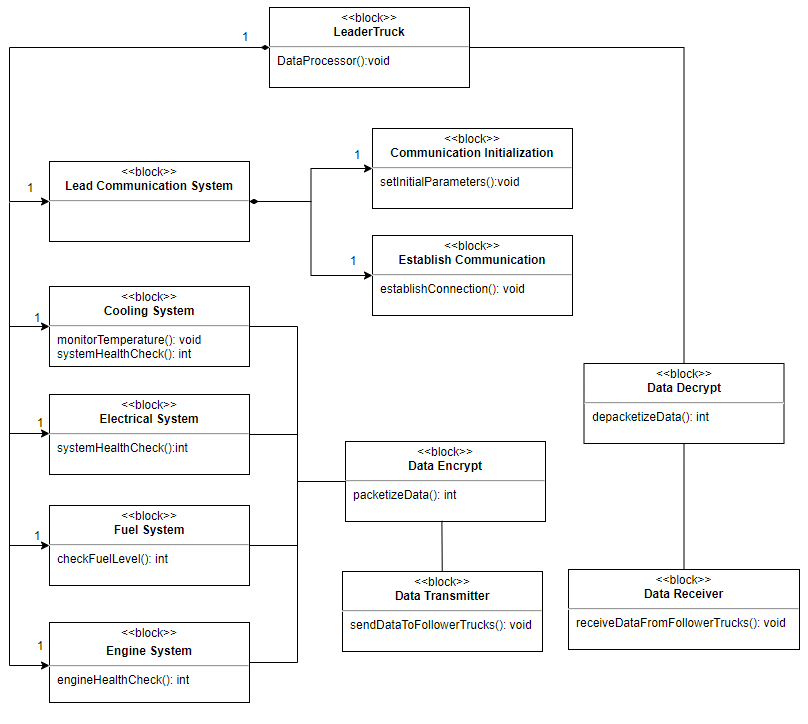 <<block>>
LeaderTruck
DataProcessor():void
1
<<block>>
Communication Initialization
setInitialParameters():void
1
<<block>>
Lead Communication System
1
<<block>>
Establish Communication
establishConnection(): void
1
<<block>>
Cooling System
monitorTemperature(): void
systemHealthCheck(): int
1
<<block>>
Data Decrypt
depacketizeData(): int
<<block>>
Electrical System
systemHealthCheck():int
1
<<block>>
Data Encrypt
packetizeData(): int
<<block>>
Fuel System
checkFuelLevel(): int
1
<<block>>
Data Transmitter
sendDataToFollowerTrucks(): void
<<block>>
Data Receiver
receiveDataFromFollowerTrucks(): void
<<block>>
Engine System
engineHealthCheck(): int
1